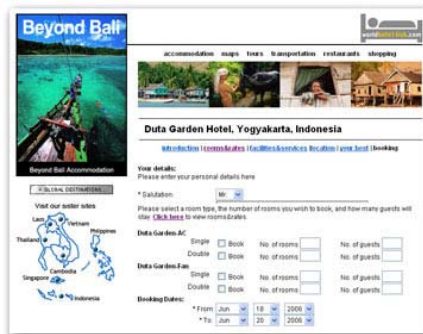 Beyond Bali
worldhotel-link.com
accommodation maps tours transportation restaurants shopping
Duta Garden Hotel, Yogyakarta, Indonesia
introduction | rooms&rates | facilities&services location | your host | booking
Beyond Bali Accommodation
GLOBAL DESTINATIONS
Visit our sister sites
Laos
Vietnam
Philippines
Thailand
Cambodia
Singapore
Indonesia
Your details:
Please enter your personal details here
* Salutation Mr.
Please select a room type, the number of rooms you wish to book, and how many guests will
stay. Click here to view rooms&rates.
Duta Garden-AC
Single Book No. of rooms No. of guests
Double Book No. of rooms No. of guests
Duta Garden-Fan
Single Book No. of rooms No. of guests
Double Book No. of rooms No. of guests
Booking Dates:
* From Jun 18 2006
* To Jun 20 2006